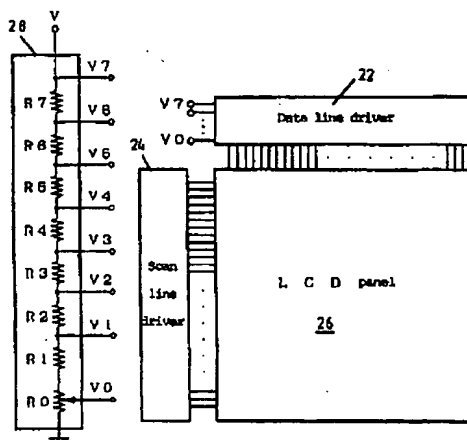 28
V
V7
R7
V6
R6
V5
R5
V4
R4
V3
R3
V2
R2
V1
R1
V0
R0
22
V7
V0
Data line driver
24
Scan
line
driver
LCD panel
26